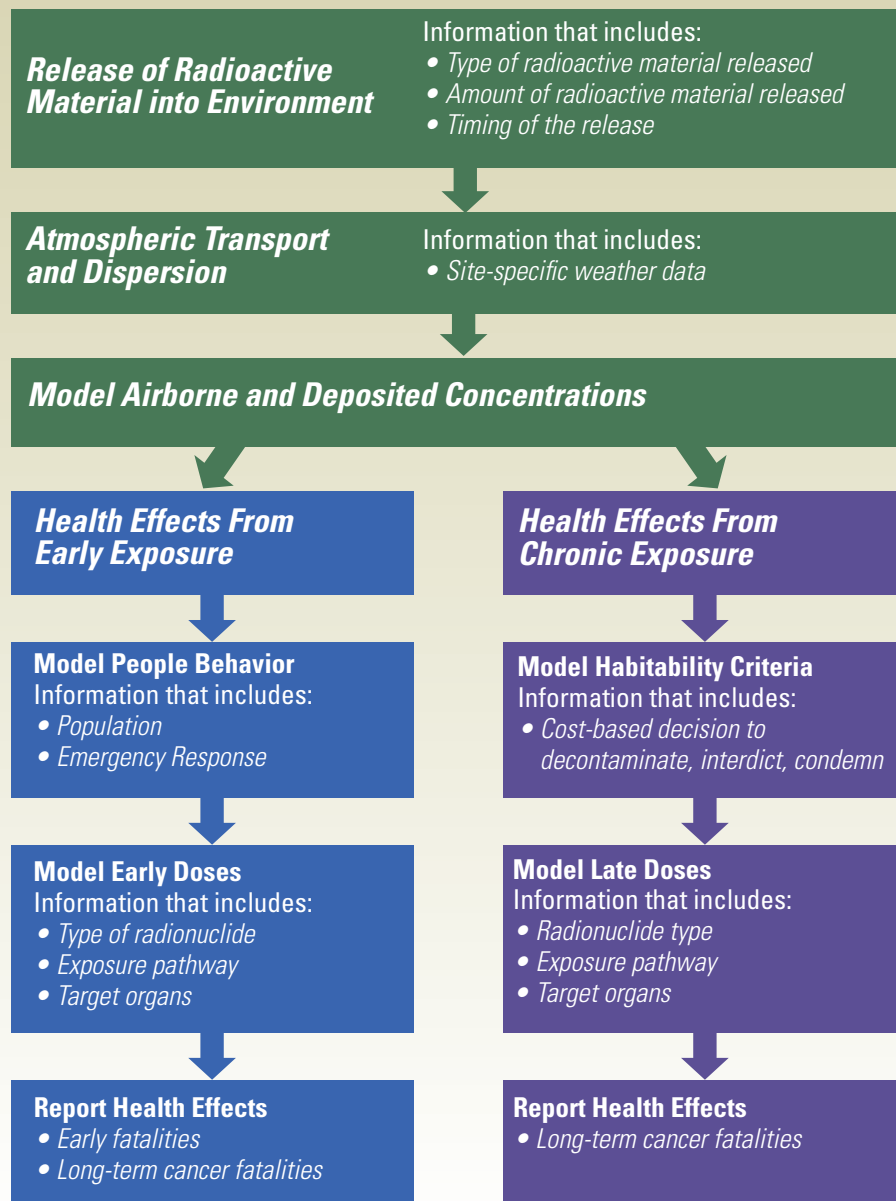 Release of Radioactive
Material into Environment
Information that includes:
• Type of radioactive material released
• Amount of radioactive material released
• Timing of the release
Atmospheric Transport
and Dispersion
Information that includes:
• Site-specific weather data
Model Airborne and Deposited Concentrations
Health Effects From
Early Exposure
Model People Behavior
Information that includes:
• Population
• Emergency Response
Model Early Doses
Information that includes:
• Type of radionuclide
• Exposure pathway
• Target organs
Report Health Effects
• Early fatalities
• Long-term cancer fatalities
Health Effects From
Chronic Exposure
Model Habitability Criteria
Information that includes:
• Cost-based decision to
decontaminate, interdict, condemn
Model Late Doses
Information that includes:
• Radionuclide type
• Exposure pathway
• Target organs
Report Health Effects
• Long-term cancer fatalities